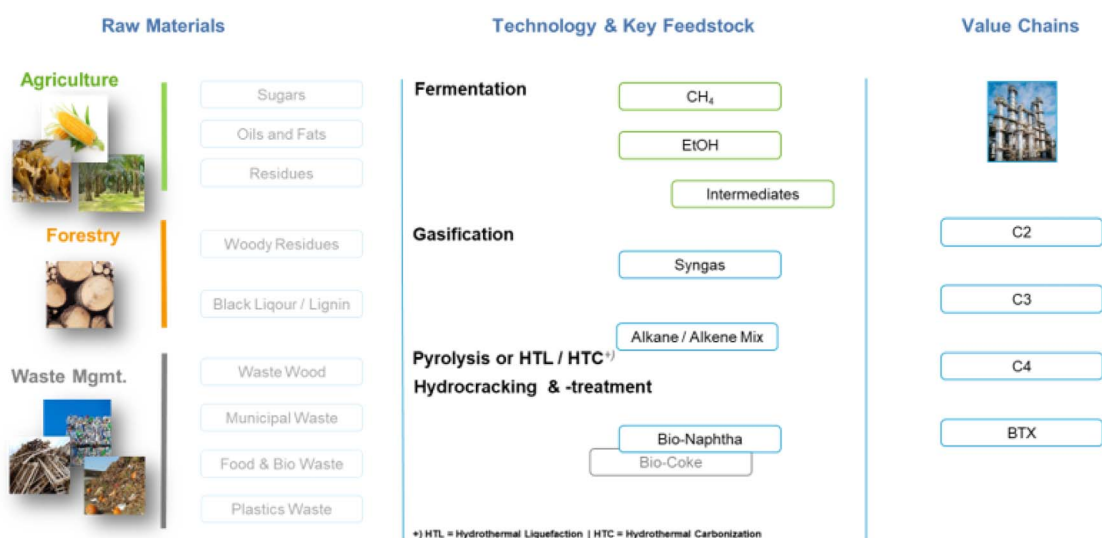 Raw Materials
Technology & Key Feedstock
Value Chains
Agriculture
Sugars
Oils and Fats
Residues
Forestry
Woody Residues
Black Liqour / Lignin
Waste Mgmt.
Waste Wood
Municipal Waste
Food & Bio Waste
Plastics Waste
Fermentation
CH₄
EtOH
Intermediates
Gasification
Syngas
Alkane / Alkene Mix
Pyrolysis or HTL / HTC⁺⁾
Hydrocracking & -treatment
Bio-Naphtha
Bio-Coke
+) HTL = Hydrothermal Liquefaction | HTC = Hydrothermal Carbonization
C2
C3
C4
BTX